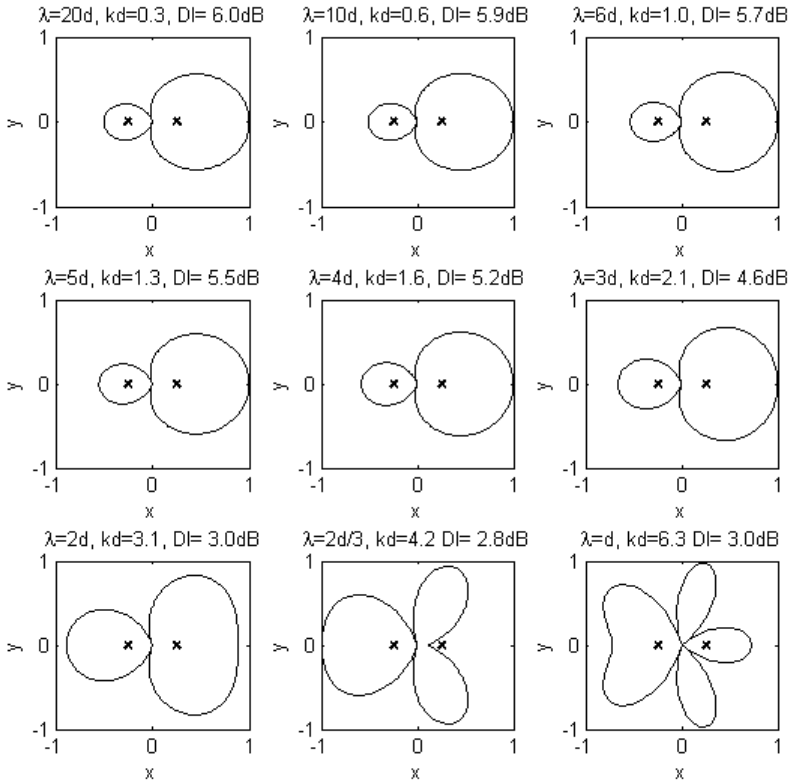 λ=20d, kd=0.3, DI= 6.0dB
λ=10d, kd=0.6, DI= 5.9dB
λ=6d, kd=1.0, DI= 5.7dB
1
1
1
y 0
y 0
y 0
-1
-1
-1
-1 0 1
-1 0 1
-1 0 1
x
x
x
λ=5d, kd=1.3, DI= 5.5dB
λ=4d, kd=1.6, DI= 5.2dB
λ=3d, kd=2.1, DI= 4.6dB
1
1
1
y 0
y 0
y 0
-1
-1
-1
-1 0 1
-1 0 1
-1 0 1
x
x
x
λ=2d, kd=3.1, DI= 3.0dB
λ=2d/3, kd=4.2 DI= 2.8dB
λ=d, kd=6.3 DI= 3.0dB
1
1
1
y 0
y 0
y 0
-1
-1
-1
-1 0 1
-1 0 1
-1 0 1
x
x
x